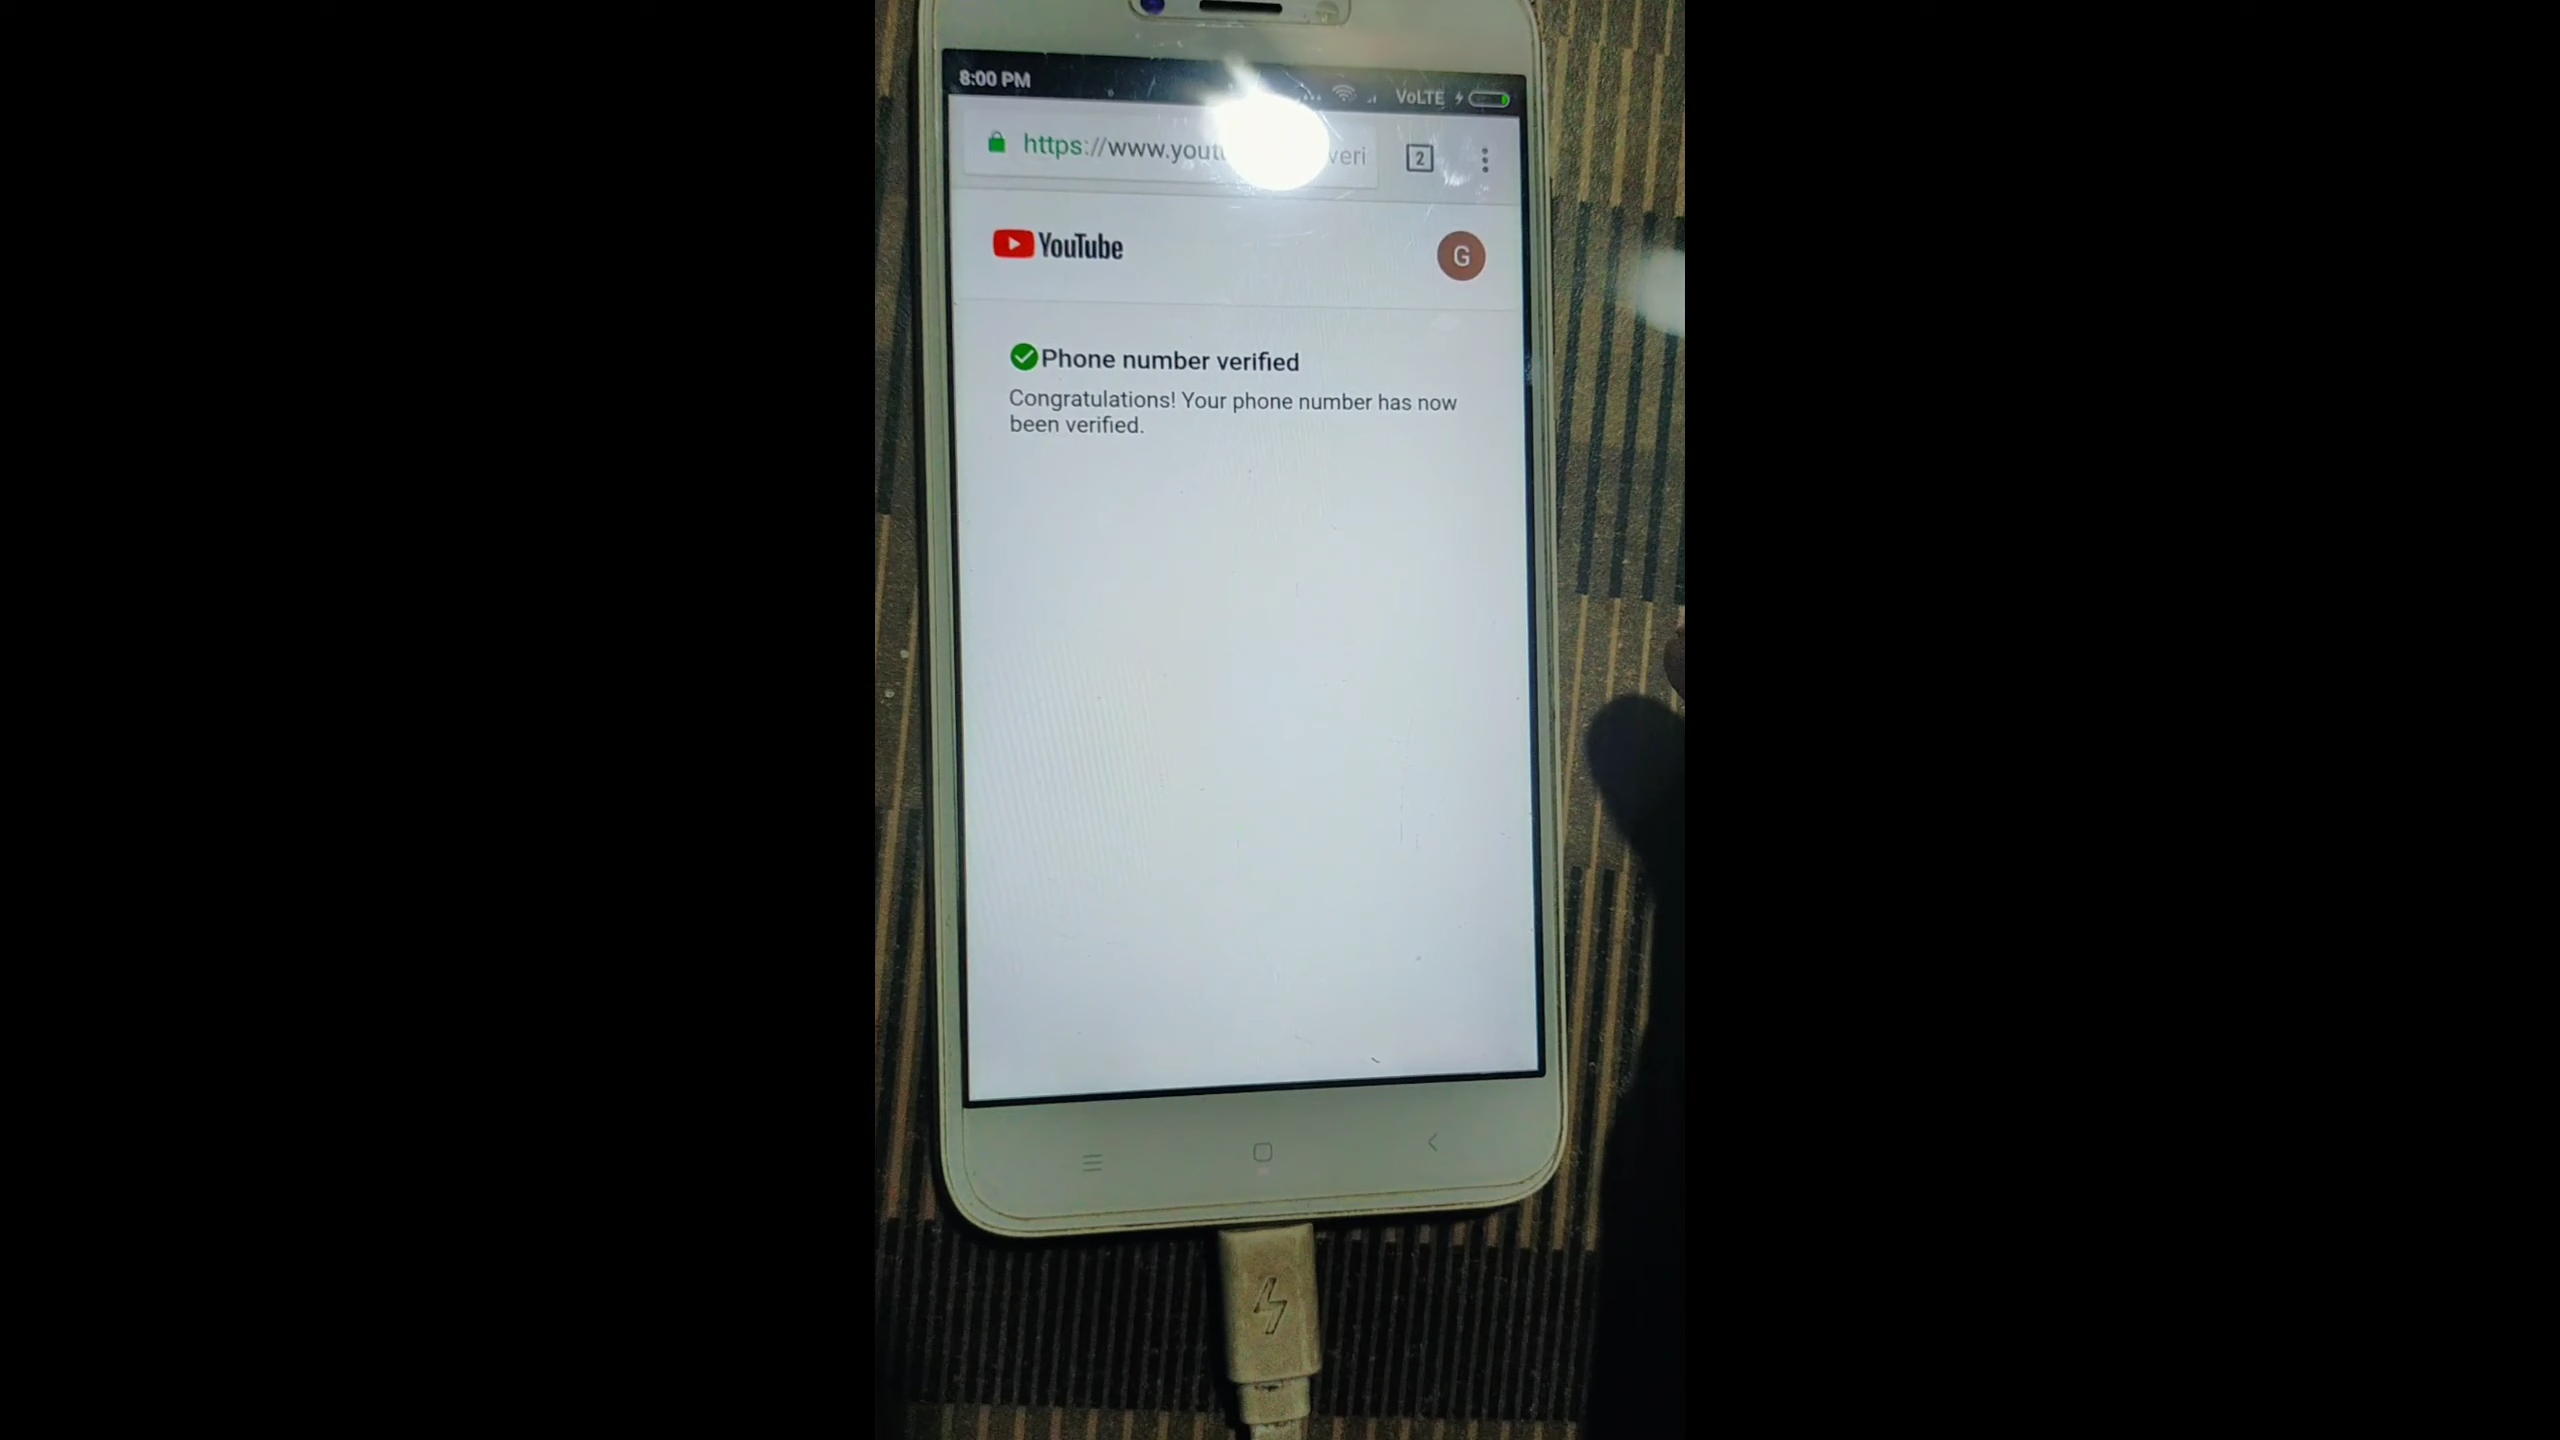 8:00 PM
VoLTE
https://www.yout veri
2
YouTube
G
Phone number verified
Congratulations! Your phone number has now
been verified.